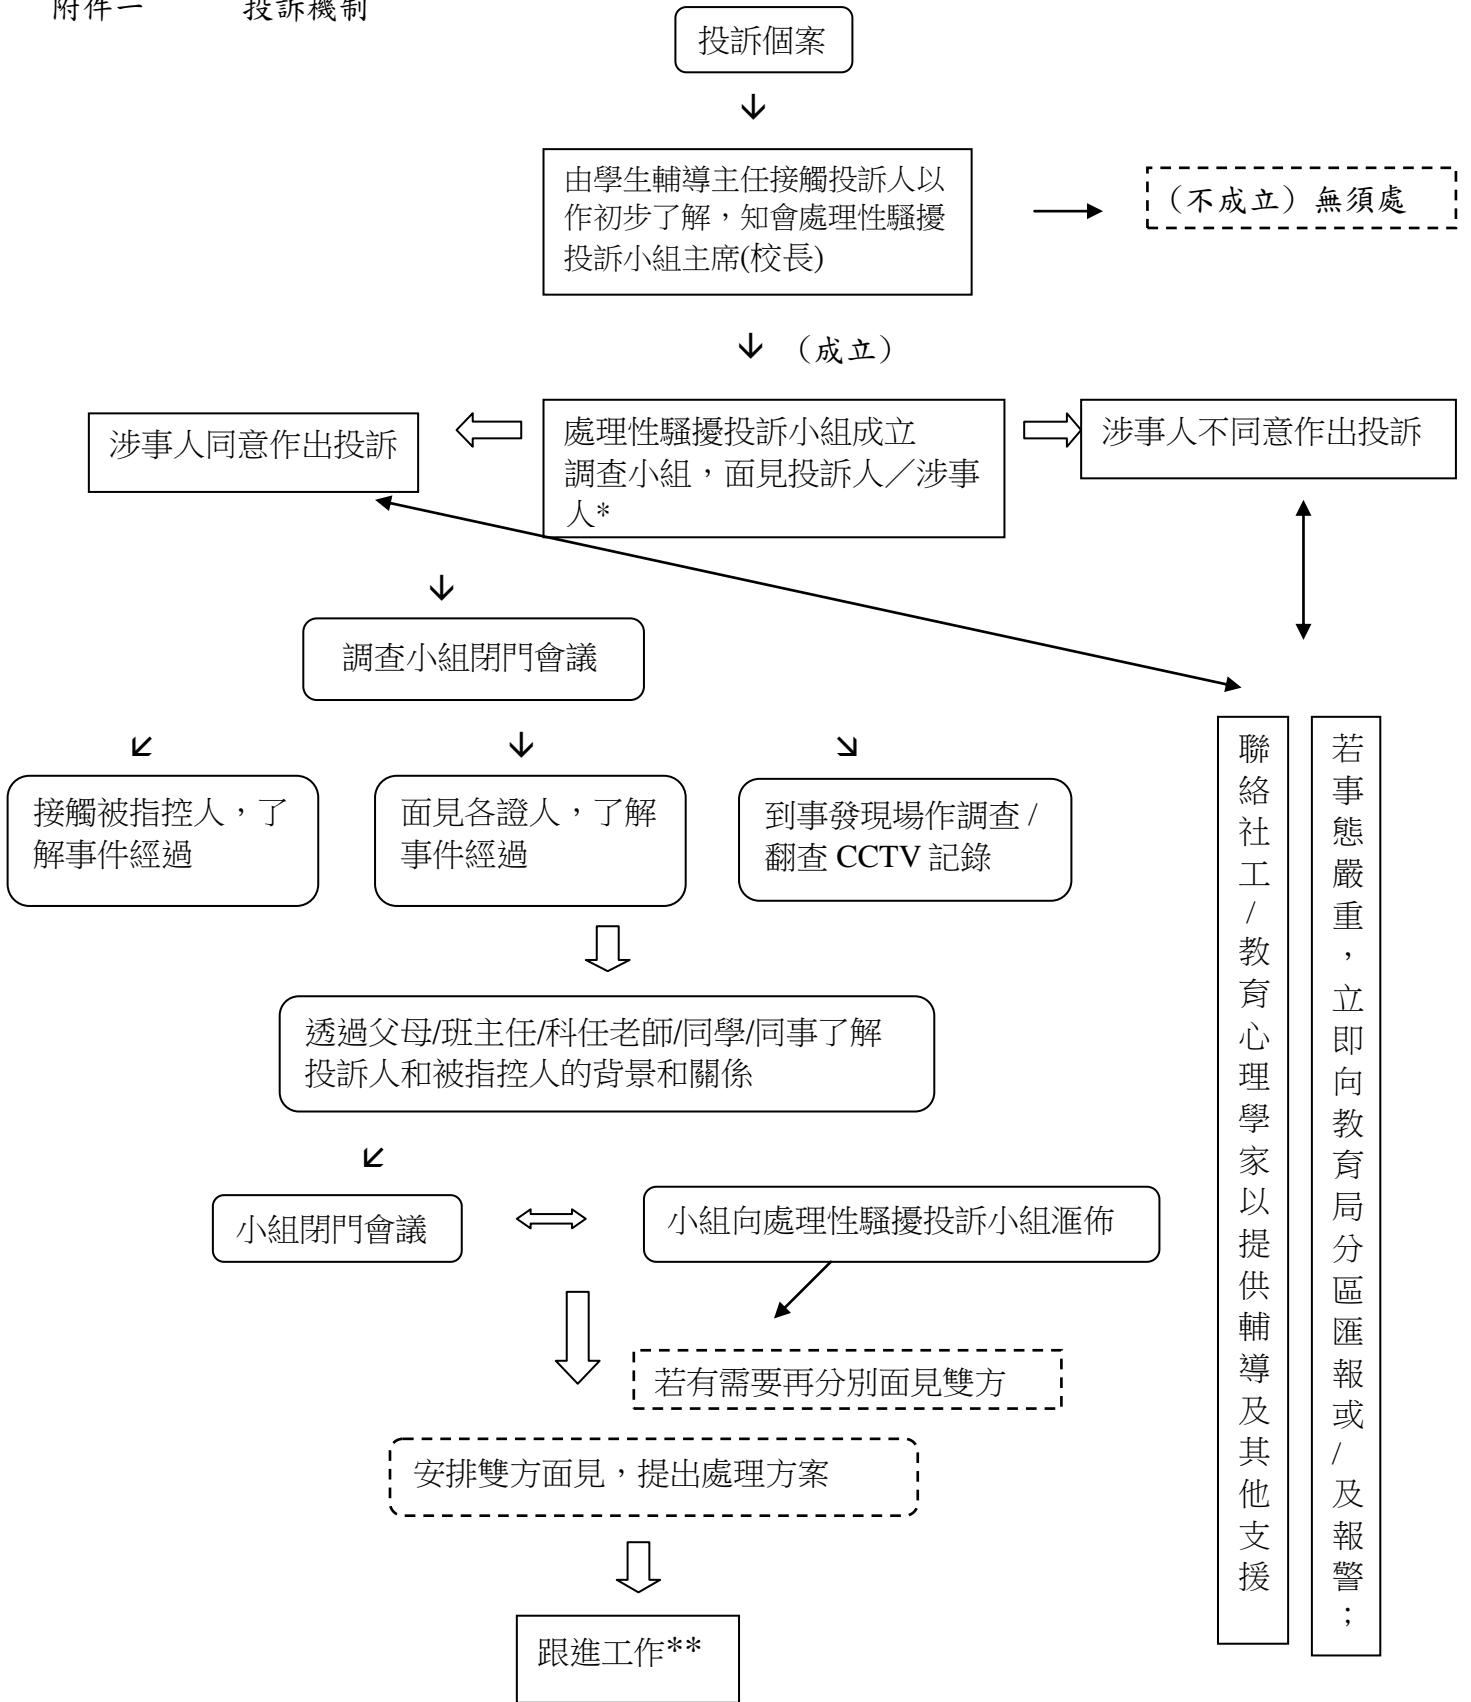 附件一 投訴機制
投訴個案
由學生輔導主任接觸投訴人以
作初步了解，知會處理性騷擾
投訴小組主席(校長)
（不成立）無須處
（成立）
涉事人同意作出投訴
處理性騷擾投訴小組成立
調查小組，面見投訴人／涉事
人*
涉事人不同意作出投訴
調查小組閉門會議
接觸被指控人，了
解事件經過
面見各證人，了解
事件經過
到事發現場作調查 /
翻查 CCTV 記錄
透過父母/班主任/科任老師/同學/同事了解
投訴人和被指控人的背景和關係
小組閉門會議
小組向處理性騷擾投訴小組滙佈
若有需要再分別面見雙方
安排雙方面見，提出處理方案
跟進工作**
若事態嚴重，立即向教育局分區匯報或/及報警；
聯絡社工/教育心理學家以提供輔導及其他支援